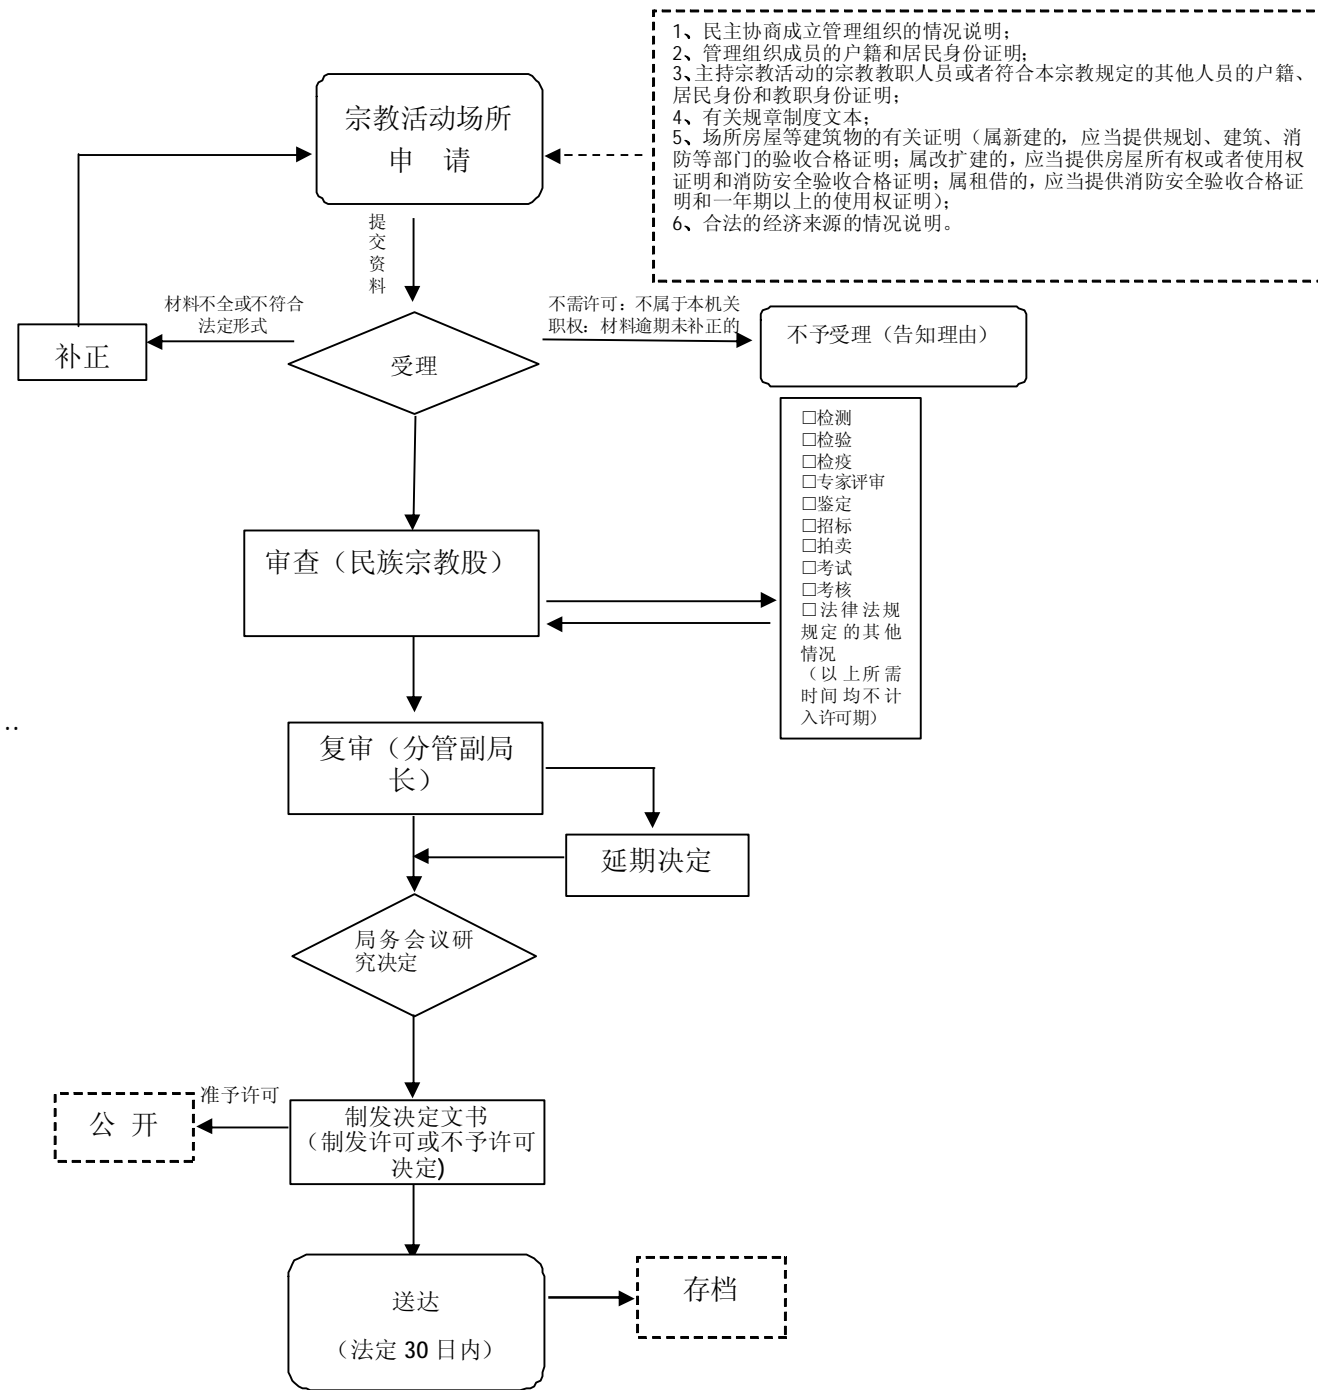 1、民主协商成立管理组织的情况说明；
2、管理组织成员的户籍和居民身份证明；
3、主持宗教活动的宗教教职人员或者符合本宗教规定的其他人员的户籍、
居民身份和教职身份证明；
4、有关规章制度文本；
5、场所房屋等建筑物的有关证明（属新建的，应当提供规划、建筑、消
防等部门的验收合格证明；属改扩建的，应当提供房屋所有权或者使用权
证明和消防安全验收合格证明；属租借的，应当提供消防安全验收合格证
明和一年期以上的使用权证明）；
6、合法的经济来源的情况说明。
宗教活动场所
申 请
提
交
资
料
材料不全或不符合
法定形式
补正
受理
不需许可：不属于本机关
职权：材料逾期未补正的
不予受理（告知理由）
□检测
□检验
□检疫
□专家评审
□鉴定
□招标
□拍卖
□考试
□考核
□法律法规
规定的其他
情况
（以上所需
时间均不计
入许可期）
审查（民族宗教股）
..
复审（分管副局
长）
延期决定
局务会议研
究决定
准予许可
公 开
制发决定文书
（制发许可或不予许可
决定)
送达
（法定 30 日内）
存档